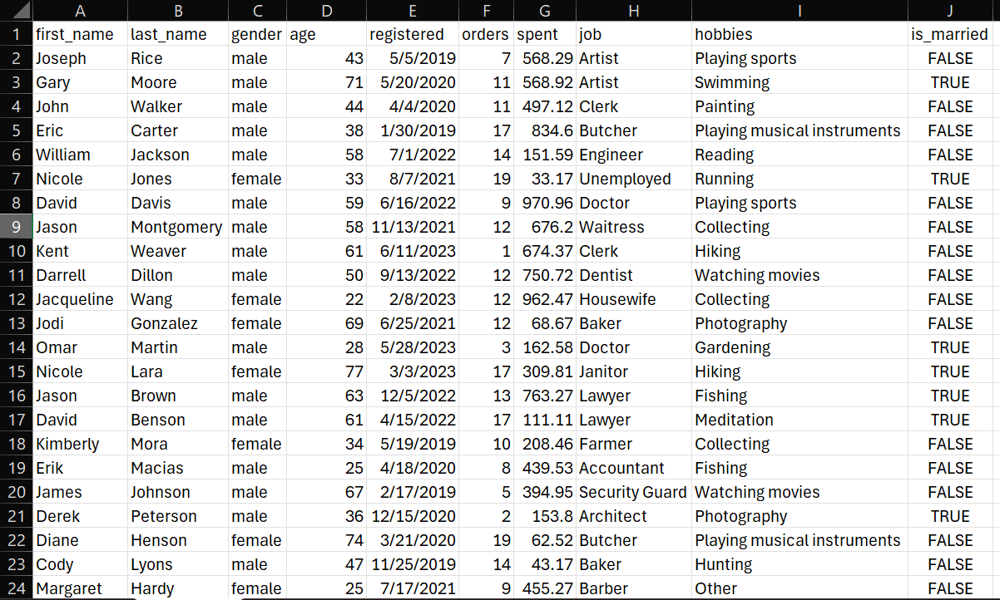 A B C D E F G H I J
1 first_name last_name gender age registered orders spent job hobbies is_married
2 Joseph Rice male 43 5/5/2019 7 568.29 Artist Playing sports FALSE
3 Gary Moore male 71 5/20/2020 11 568.92 Artist Swimming TRUE
4 John Walker male 44 4/4/2020 11 497.12 Clerk Painting FALSE
5 Eric Carter male 38 1/30/2019 17 834.6 Butcher Playing musical instruments FALSE
6 William Jackson male 58 7/1/2022 14 151.59 Engineer Reading FALSE
7 Nicole Jones female 33 8/7/2021 19 33.17 Unemployed Running TRUE
8 David Davis male 59 6/16/2022 9 970.96 Doctor Playing sports FALSE
9 Jason Montgomery male 58 11/13/2021 12 676.2 Waitress Collecting FALSE
10 Kent Weaver male 61 6/11/2023 1 674.37 Clerk Hiking FALSE
11 Darrell Dillon male 50 9/13/2022 12 750.72 Dentist Watching movies FALSE
12 Jacqueline Wang female 22 2/8/2023 12 962.47 Housewife Collecting FALSE
13 Jodi Gonzalez female 69 6/25/2021 12 68.67 Baker Photography FALSE
14 Omar Martin male 28 5/28/2023 3 162.58 Doctor Gardening TRUE
15 Nicole Lara female 77 3/3/2023 17 309.81 Janitor Hiking TRUE
16 Jason Brown male 63 12/5/2022 13 763.27 Lawyer Fishing TRUE
17 David Benson male 61 4/15/2022 17 111.11 Lawyer Meditation TRUE
18 Kimberly Mora female 34 5/19/2019 10 208.46 Farmer Collecting FALSE
19 Erik Macias male 25 4/18/2020 8 439.53 Accountant Fishing FALSE
20 James Johnson male 67 2/17/2019 5 394.95 Security Guard Watching movies FALSE
21 Derek Peterson male 36 12/15/2020 2 153.8 Architect Photography TRUE
22 Diane Henson female 74 3/21/2020 19 62.52 Butcher Playing musical instruments FALSE
23 Cody Lyons male 47 11/25/2019 14 43.17 Baker Hunting FALSE
24 Margaret Hardy female 25 7/17/2021 9 455.27 Barber Other FALSE